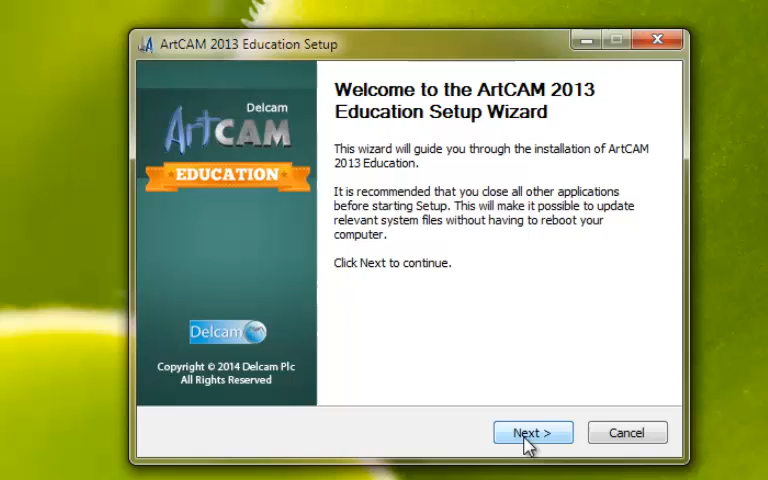 ArtCAM 2013 Education Setup
Delcam
ArtCAM
EDUCATION
Delcam
Copyright © 2014 Delcam Plc
All Rights Reserved
Welcome to the ArtCAM 2013
Education Setup Wizard
This wizard will guide you through the installation of ArtCAM
2013 Education.
It is recommended that you close all other applications
before starting Setup. This will make it possible to update
relevant system files without having to reboot your
computer.
Click Next to continue.
Next >
Cancel